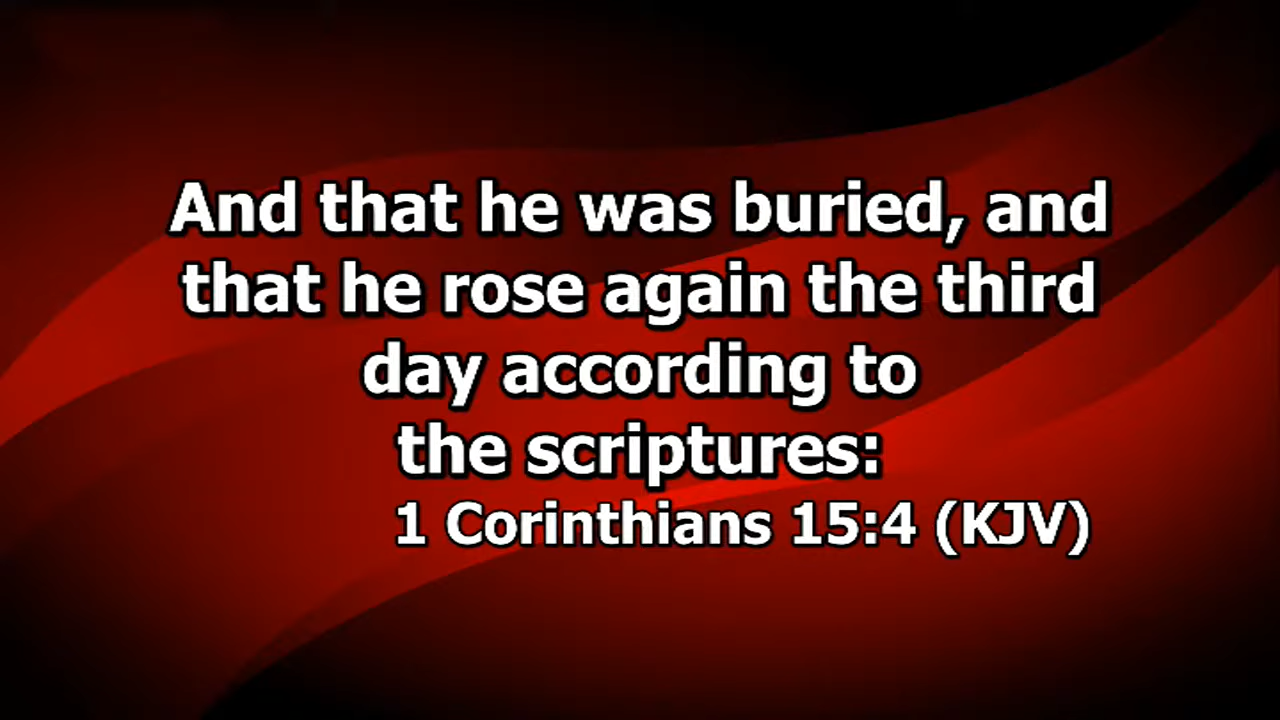 And that he was buried, and
that he rose again the third
day according to
the scriptures:
1 Corinthians 15:4 (KJV)